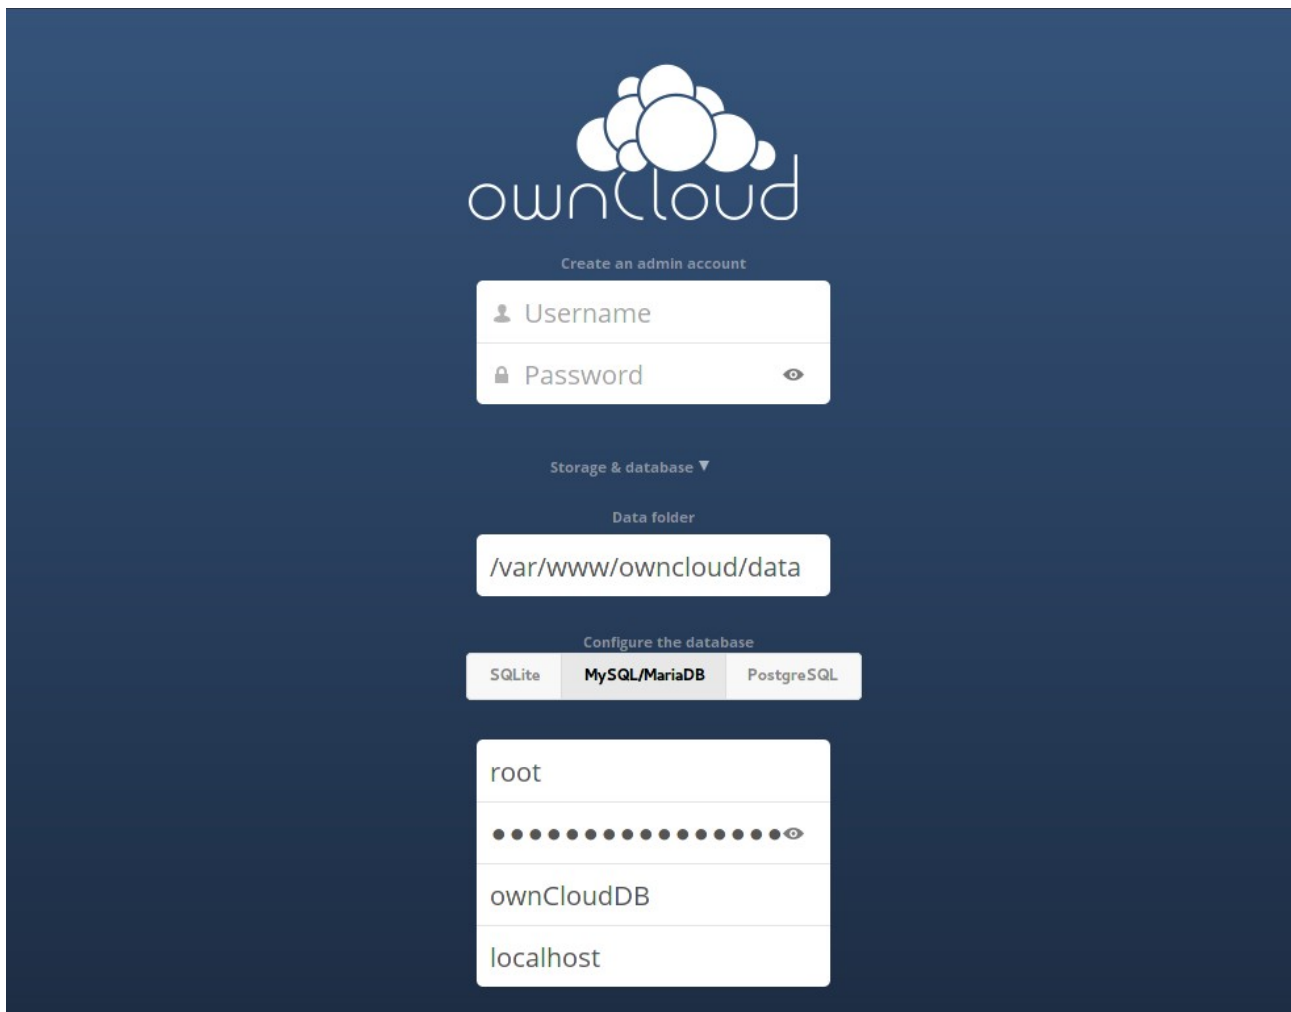 ownCloud
Create an admin account
Username
Password
Storage & database ▼
Data folder
/var/www/owncloud/data
Configure the database
SQLite MySQL/MariaDB PostgreSQL
root
●●●●●●●●●●●●●●●●
ownCloudDB
localhost